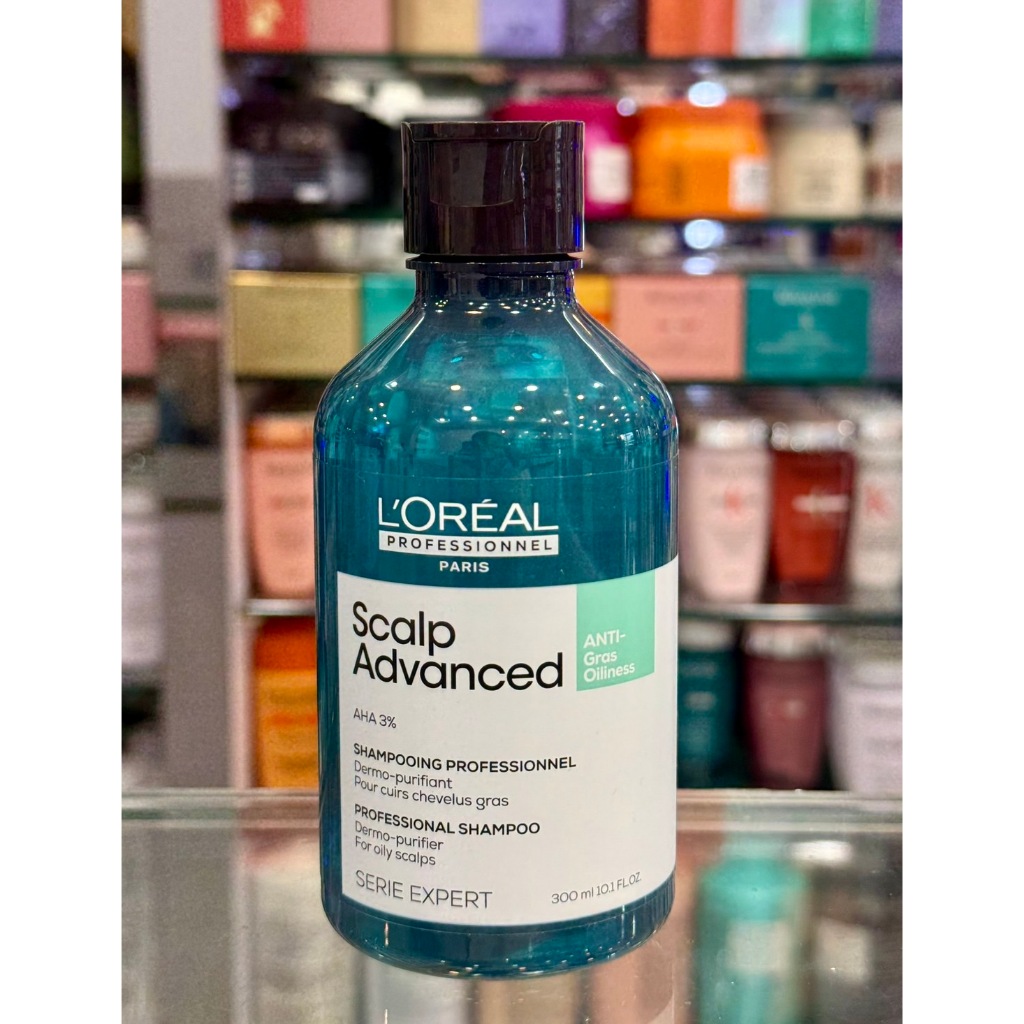 L'ORÉAL
PROFESSIONNEL
PARIS
Scalp
Advanced
ANTI-
Gras
Oiliness
AHA 3%
SHAMPOOING PROFESSIONNEL
Dermo-purifiant
Pour cuirs chevelus gras
PROFESSIONAL SHAMPOO
Dermo-purifier
For oily scalps
SERIE EXPERT
300 ml 10.1 FL.OZ.